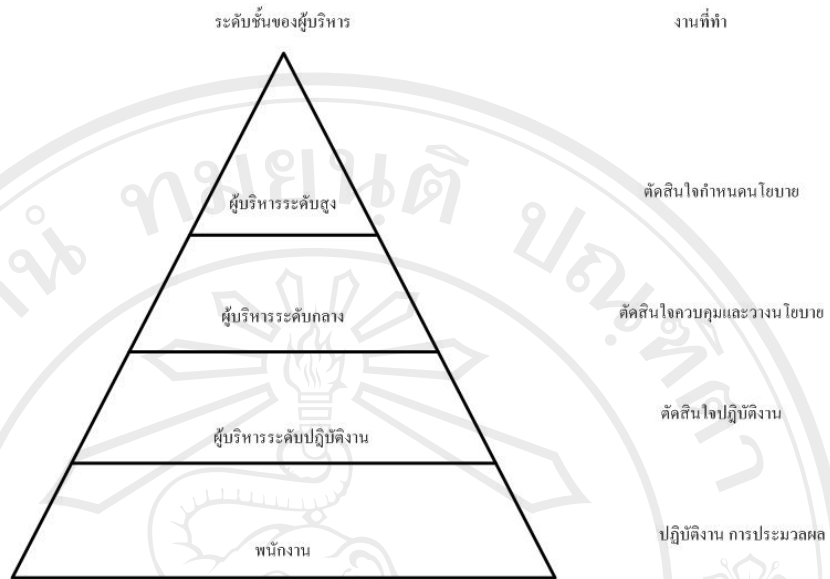 ระดับชั้นของผู้บริหาร งานที่ทำ
ผู้บริหารระดับสูง ตัดสินใจกำหนดนโยบาย
ผู้บริหารระดับกลาง ตัดสินใจควบคุมและวางนโยบาย
ผู้บริหารระดับปฎิบัติงาน ตัดสินใจปฎิบัติงาน
พนักงาน ปฏิบัติงาน การประมวลผล